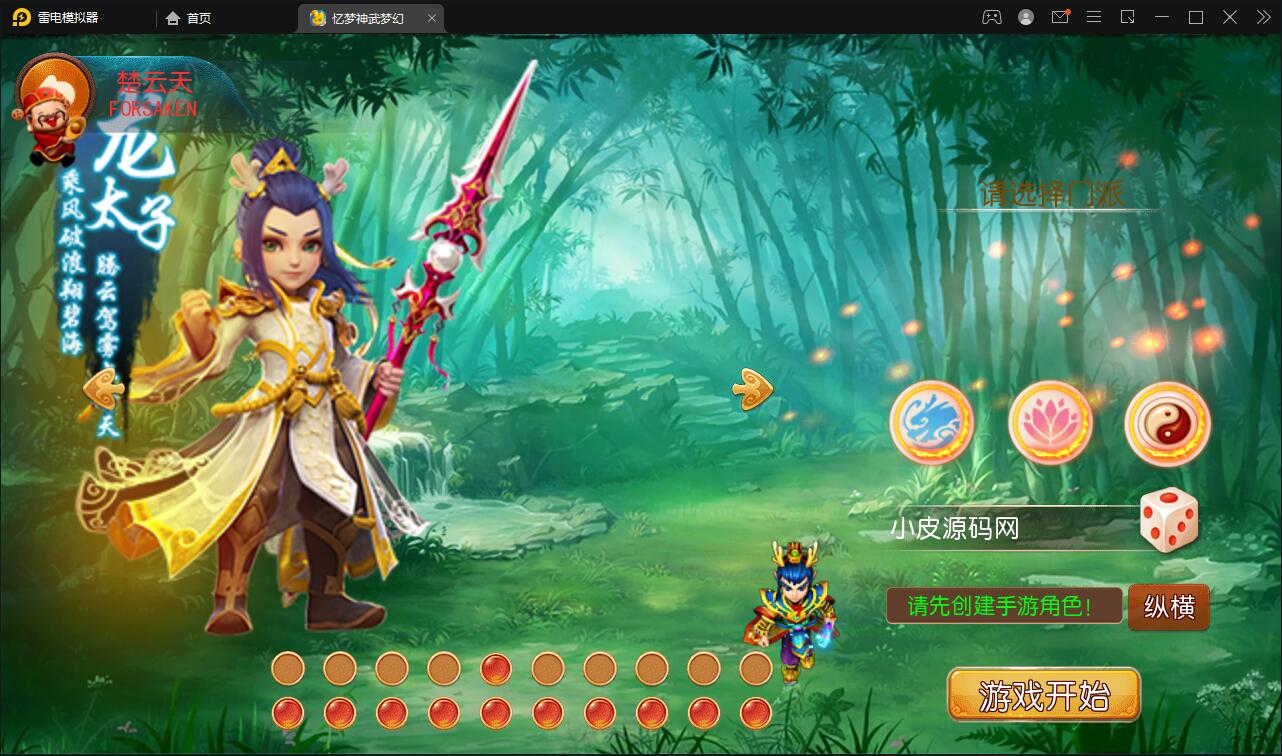 雷电模拟器
首页
忆梦神武梦幻
楚云天
FORSAKEN
龙太子
乘风破浪翔碧海
腾云驾雾
天
请选择门派
小皮源码网
请先创建手游角色!
纵横
游戏开始